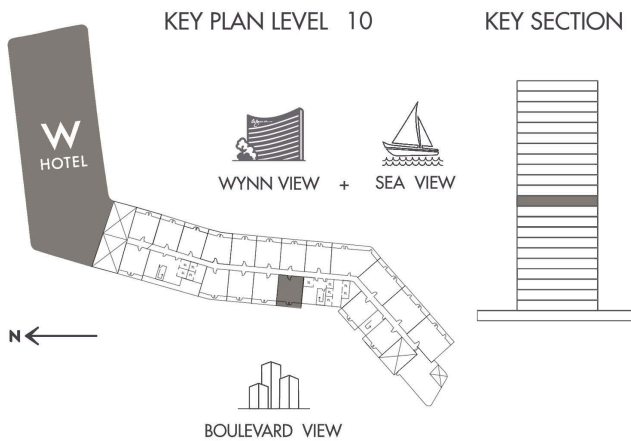 KEY PLAN LEVEL 10
KEY SECTION
W
HOTEL
WYNN VIEW + SEA VIEW
N
BOULEVARD VIEW